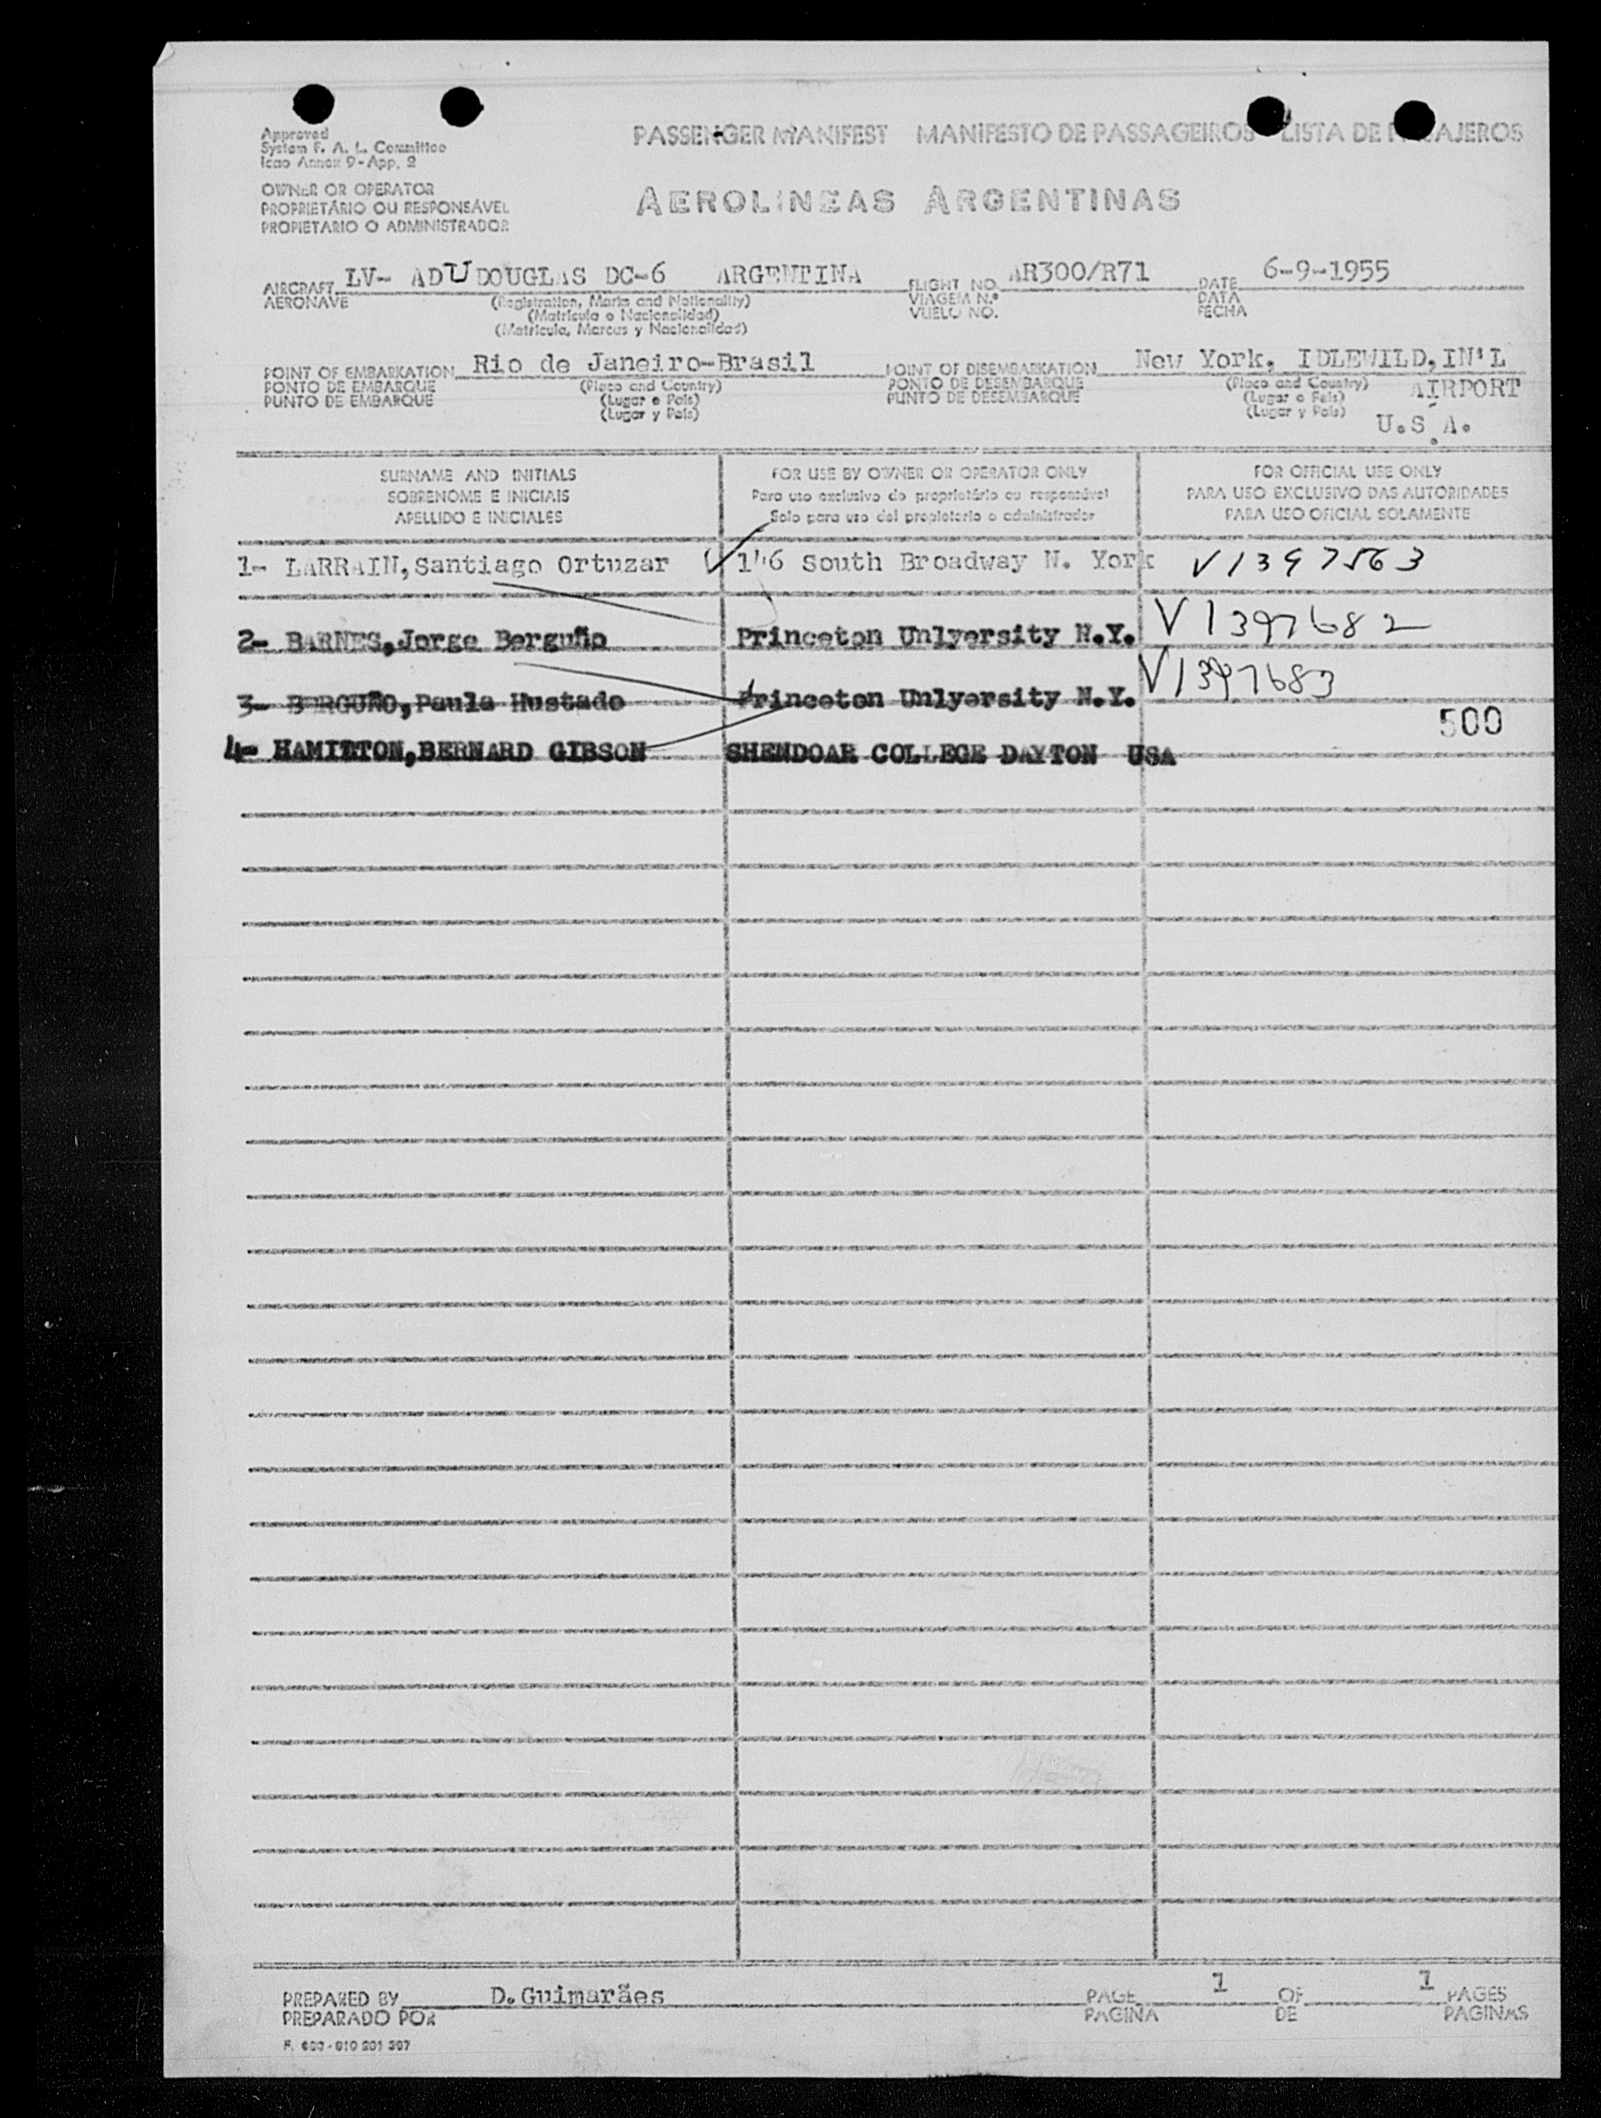 Approved
System F. A. L. Committee
Icao Annex 9-App. 2
PASSENGER MANIFEST MANIFESTO DE PASSAGEIROS LISTA DE AJEROS
OWNER OR OPERATOR
PROPRIETÁRIO OU RESPONSÁVEL
PROPIETARIO O ADMINISTRADOR
AEROLINEAS ARGENTINAS
AIRCRAFT LV- ADU DOUGLAS DC-6 ARGENTINA FLIGHT NO. AR300/R71 DATE 6-9-1955
AERONAVE (Registration, Marks and Nationality) VIAGEM N.º DATA
(Matrícula e Nacionalidad) VUELO NO. FECHA
(Matrícula, Marcas y Nacionalidad)
POINT OF EMBARKATION Rio de Janeiro-Brasil POINT OF DISEMBARKATION New York, IDLEWILD,IN'L
PONTO DE EMBARQUE (Place and Country) PONTO DE DESEMBARQUE (Place and Country) AIRPORT
PUNTO DE EMBARQUE (Lugar e País) PUNTO DE DESEMBARQUE (Lugar e País)
(Lugar y País) (Lugar y País) U.S.A.
SURNAME AND INITIALS FOR USE BY OWNER OR OPERATOR ONLY FOR OFFICIAL USE ONLY
SOBRENOME E INICIAIS Para uso exclusivo do proprietário ou responsável PARA USO EXCLUSIVO DAS AUTORIDADES
APELLIDO E INICIALES Solo para uso del propietario o administrador PARA USO OFICIAL SOLAMENTE
1- LARRAIN,Santiago Ortuzar 146 South Broadway N. York V1397563
2- BARNES,Jorge Berguño Princeton Unlyersity N.Y. V1397682
3- BERGUÑO,Paula Hustado Princeton Unlyersity N.Y. V1397683
500
4- HAMILTON,BERNARD GIBSON SHENDOAH COLLEGE DAYTON USA
PREPARED BY D.Guimarães PAGE 1 OF 1 PAGES
PREPARADO POR PAGINA DE PAGINAS